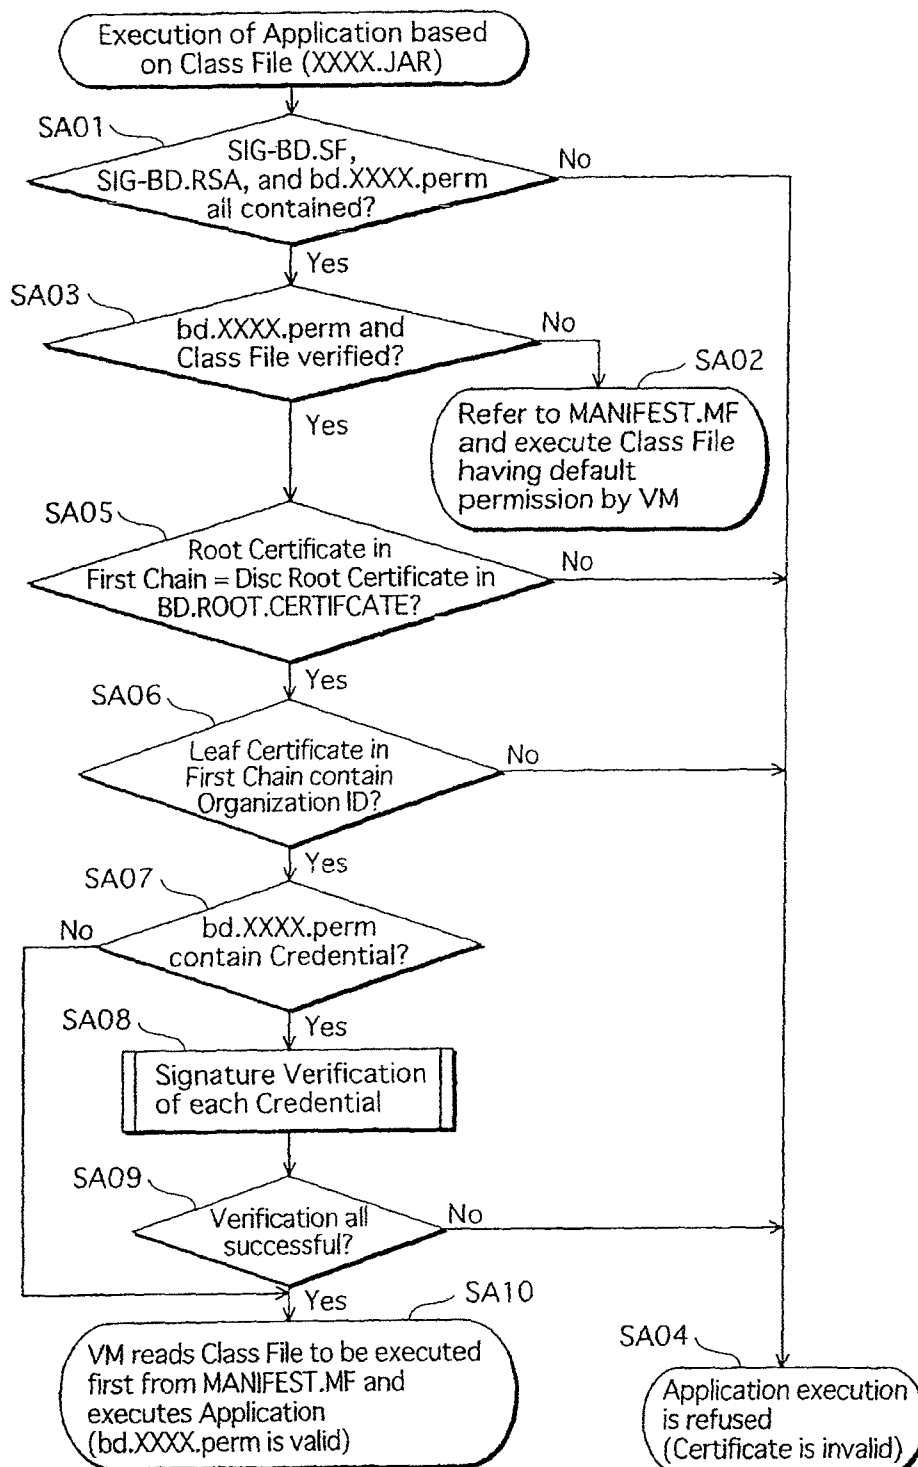 Execution of Application based
on Class File (XXXX.JAR)
SA01
SIG-BD.SF,
SIG-BD.RSA, and bd.XXXX.perm
all contained?
No
Yes
SA03
bd.XXXX.perm and
Class File verified?
No
SA02
Yes
Refer to MANIFEST.MF
and execute Class File
having default
permission by VM
SA05
Root Certificate in
First Chain = Disc Root Certificate in
BD.ROOT.CERTIFCATE?
No
Yes
SA06
Leaf Certificate in
First Chain contain
Organization ID?
No
Yes
SA07
No
bd.XXXX.perm
contain Credential?
Yes
SA08
Signature Verification
of each Credential
SA09
Verification all
successful?
No
Yes
SA10
VM reads Class File to be executed
first from MANIFEST.MF and
executes Application
(bd.XXXX.perm is valid)
SA04
Application execution
is refused
(Certificate is invalid)